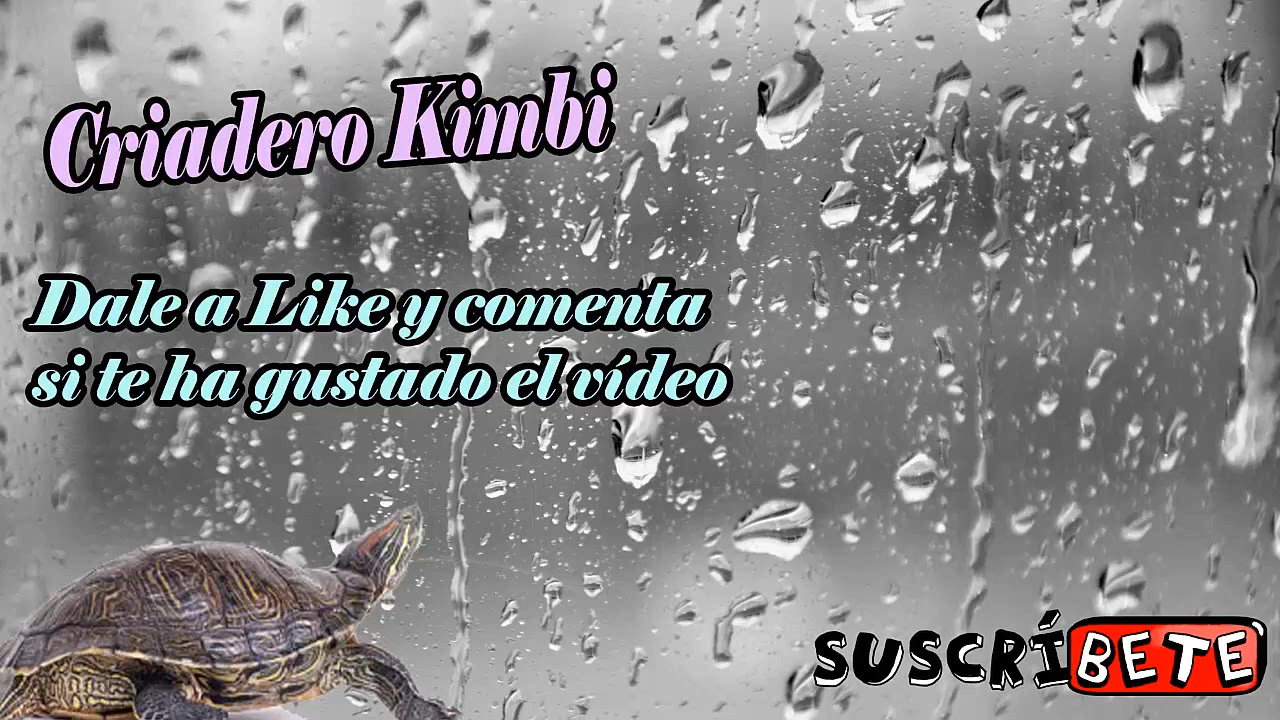 Criadero Kimbi
Dale a Like y comenta
si te ha gustado el vídeo
SUSCRÍBETE